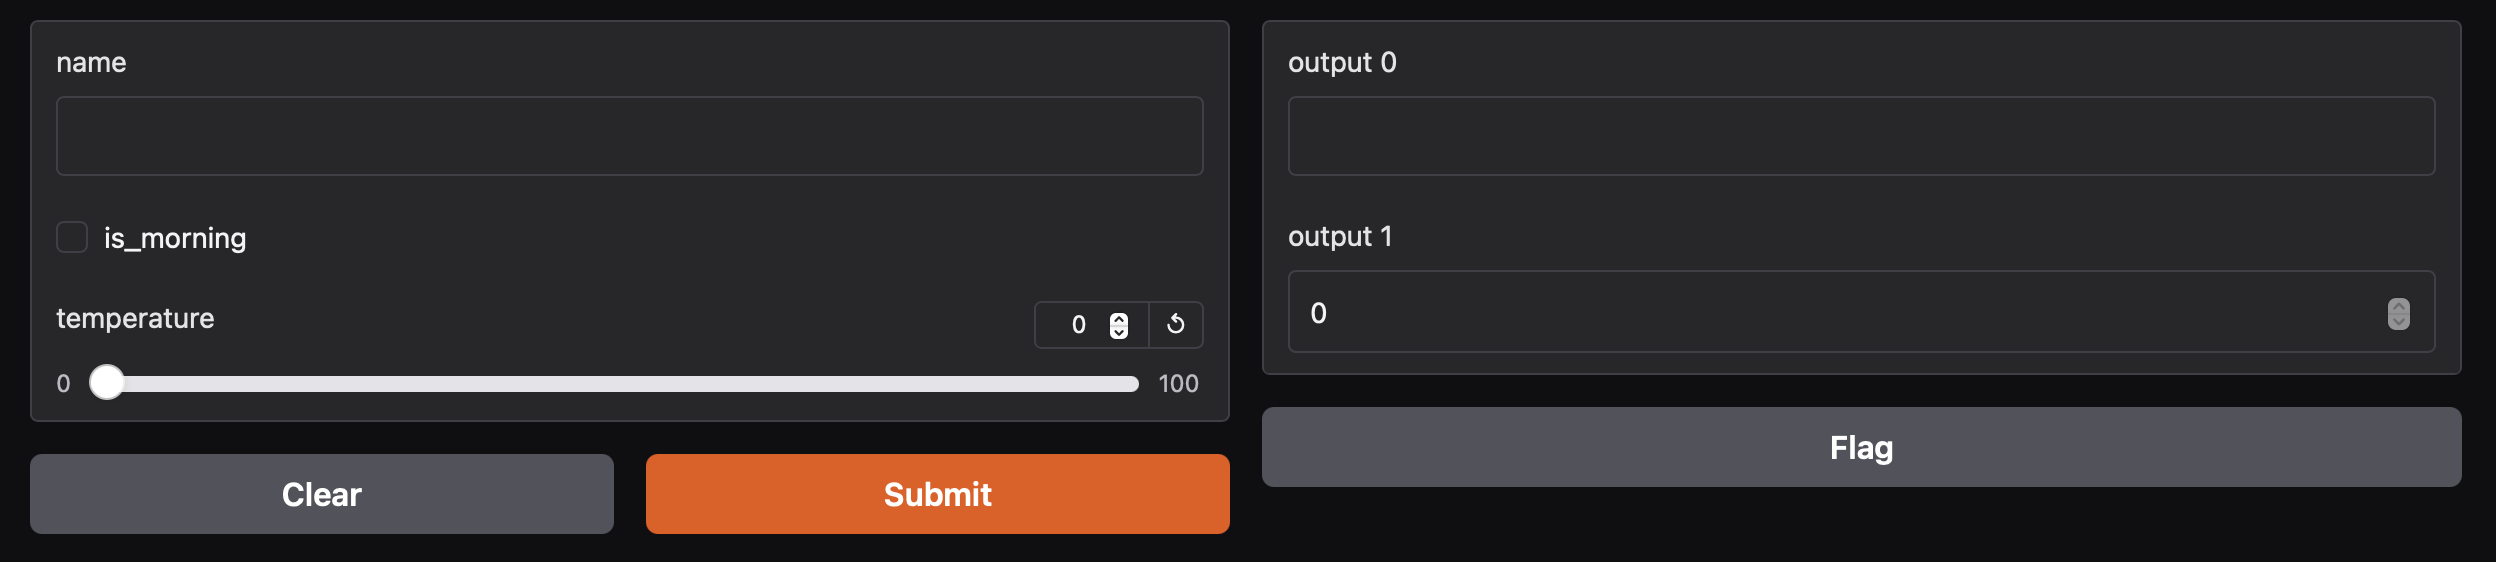 name
is_morning
temperature
0
0
100
Clear
Submit
output 0
output 1
0
Flag